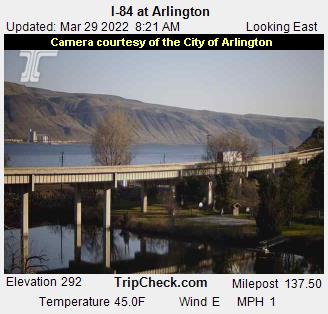 I-84 at Arlington
Updated: Mar 29 2022 8:21 AM Looking East
Camera courtesy of the City of Arlington
Elevation 292 TripCheck.com Milepost 137.50
Temperature 45.0F Wind E MPH 1